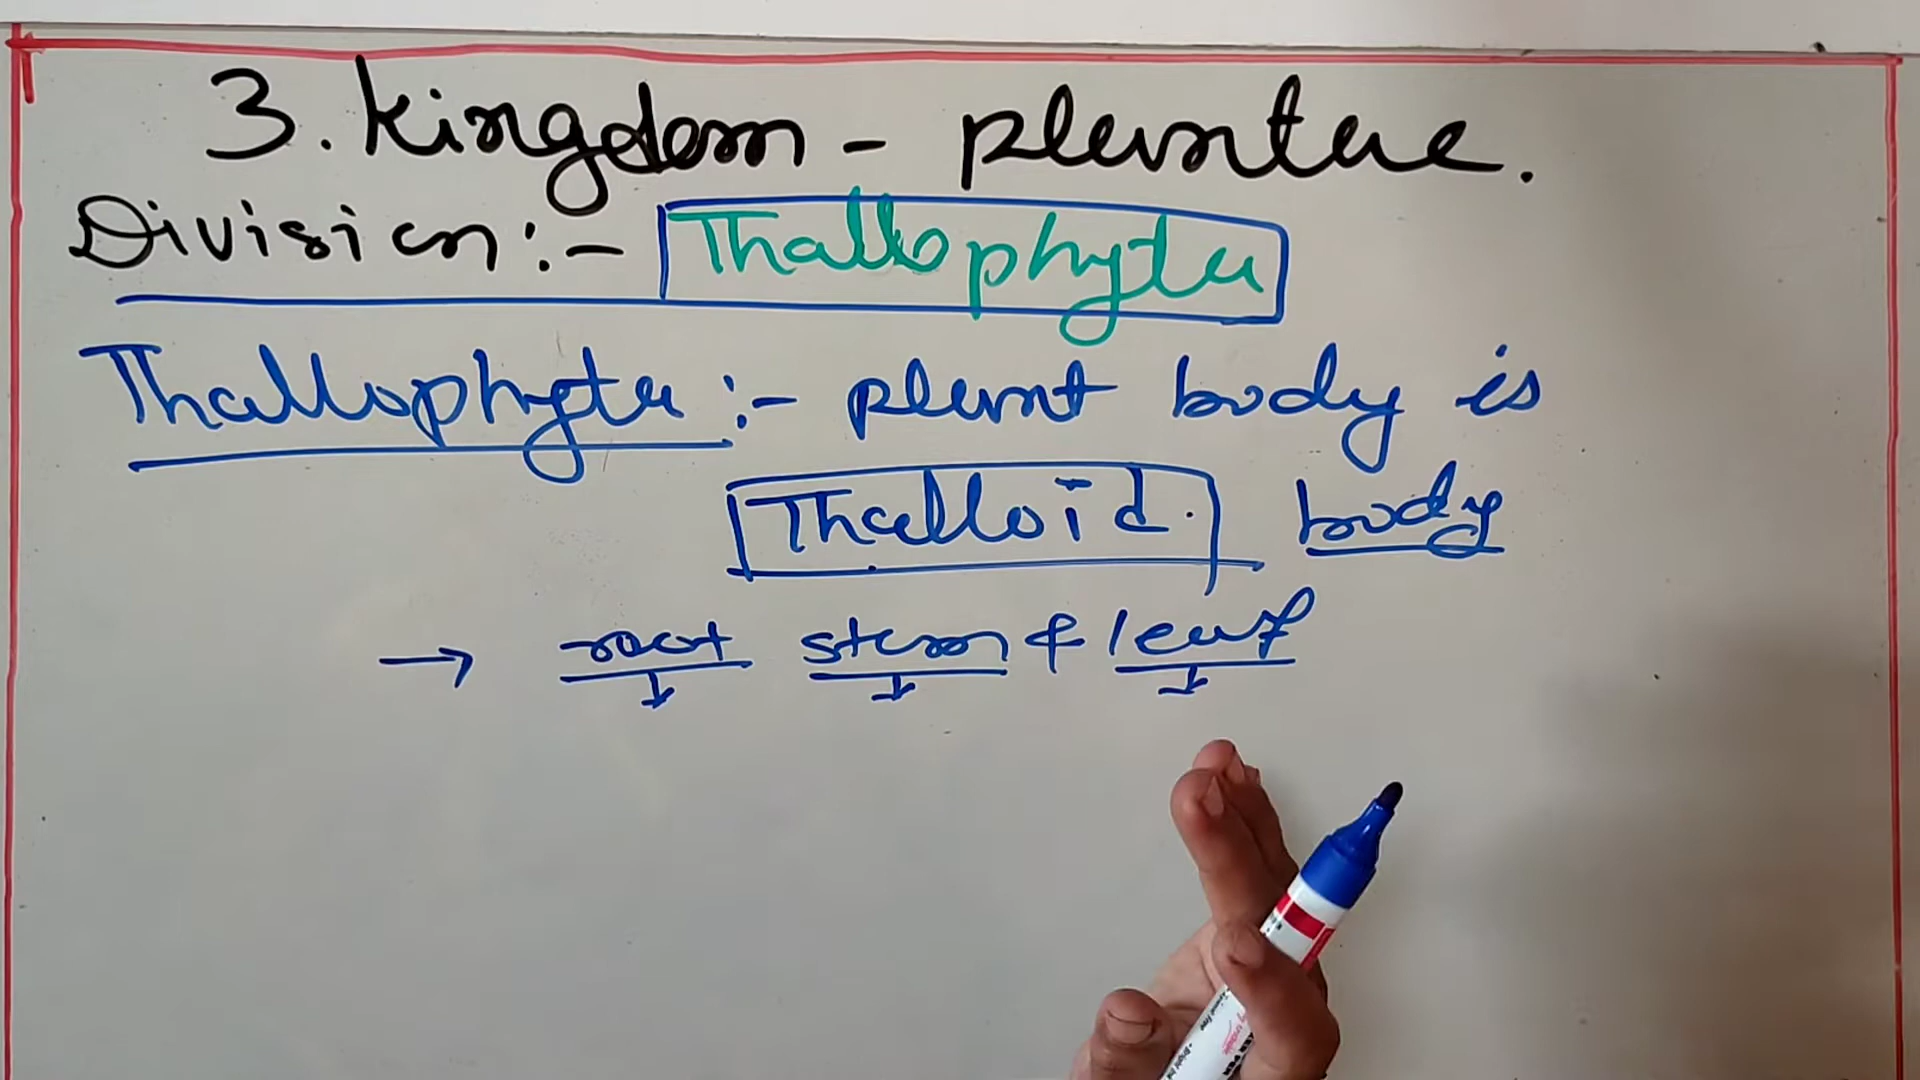 3. kingdom - plantae.
Division:- Thallophyta
Thallophyta :- plant body is
Thalloid. body
→ root stem & leaf